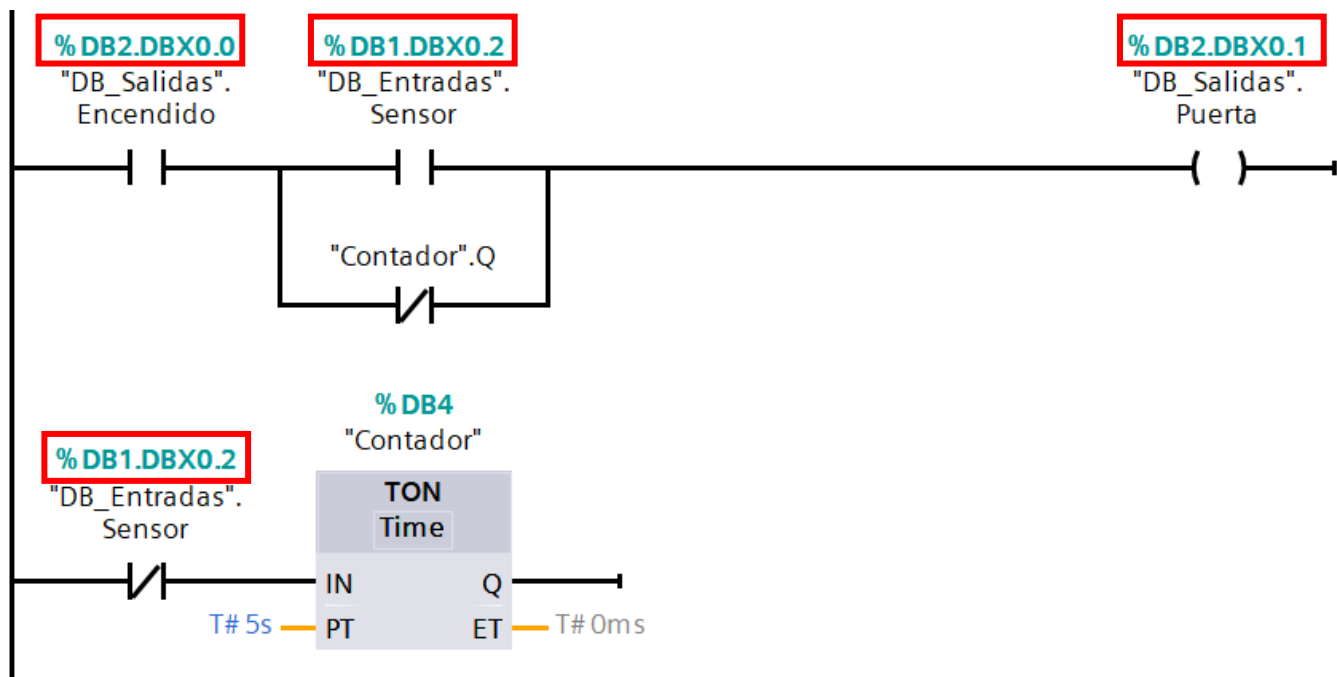 %DB2.DBX0.0
"DB_Salidas".
Encendido
%DB1.DBX0.2
"DB_Entradas".
Sensor
%DB2.DBX0.1
"DB_Salidas".
Puerta
"Contador".Q
%DB4
"Contador"
%DB1.DBX0.2
"DB_Entradas".
Sensor
TON
Time
IN
Q
T#5s
PT
ET
T#0ms